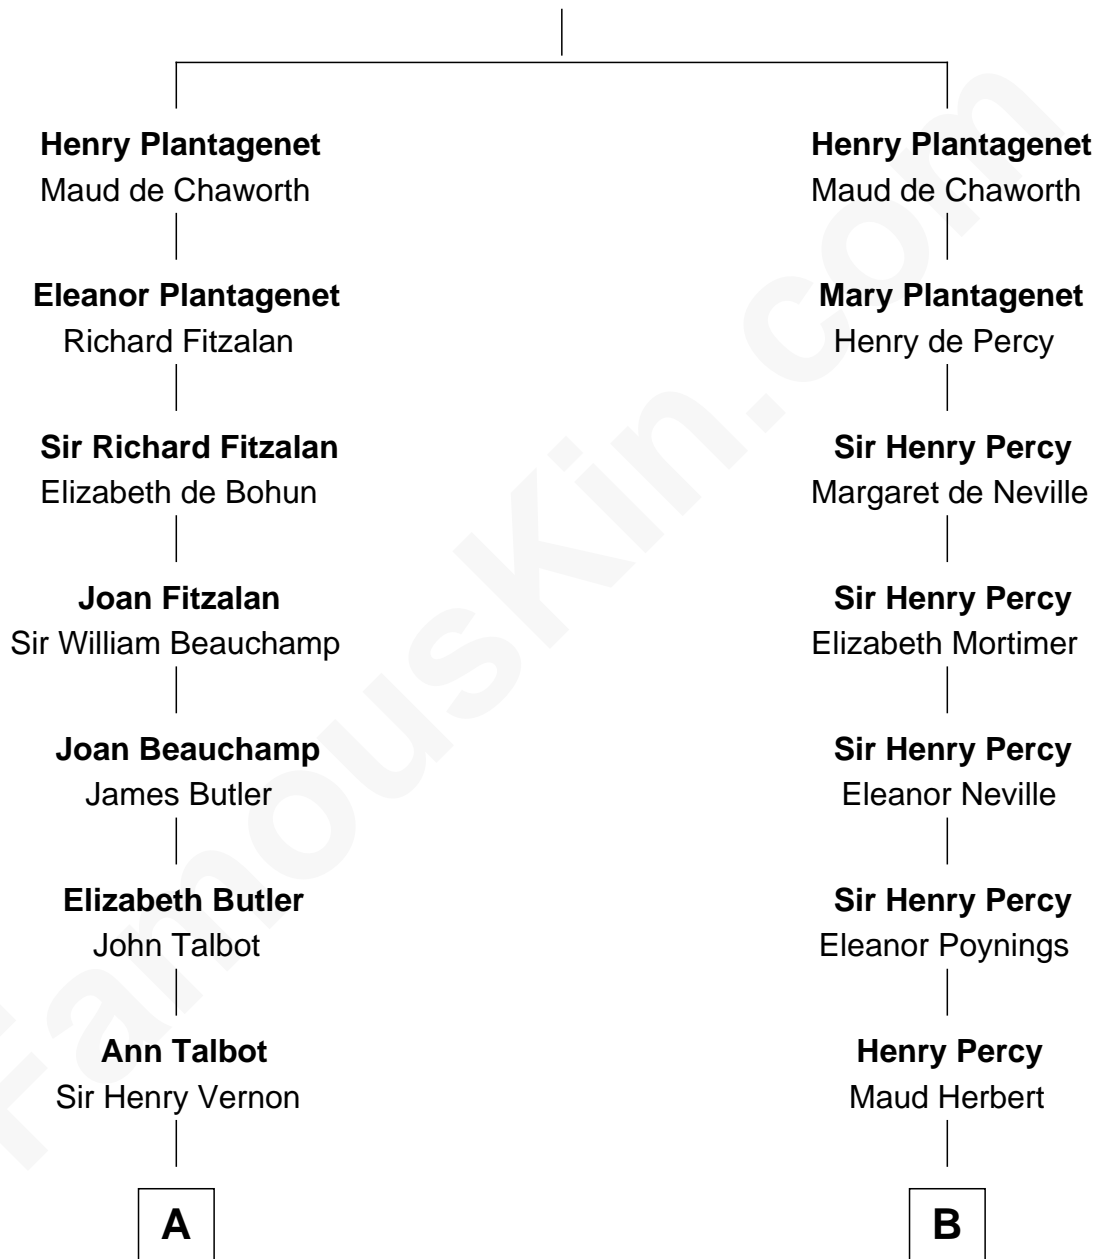 Henry Plantagenet
Maud de Chaworth
Eleanor Plantagenet
Richard Fitzalan
Sir Richard Fitzalan
Elizabeth de Bohun
Joan Fitzalan
Sir William Beauchamp
Joan Beauchamp
James Butler
Elizabeth Butler
John Talbot
Ann Talbot
Sir Henry Vernon
A
Henry Plantagenet
Maud de Chaworth
Mary Plantagenet
Henry de Percy
Sir Henry Percy
Margaret de Neville
Sir Henry Percy
Elizabeth Mortimer
Sir Henry Percy
Eleanor Neville
Sir Henry Percy
Eleanor Poynings
Henry Percy
Maud Herbert
B
FamousKin.com